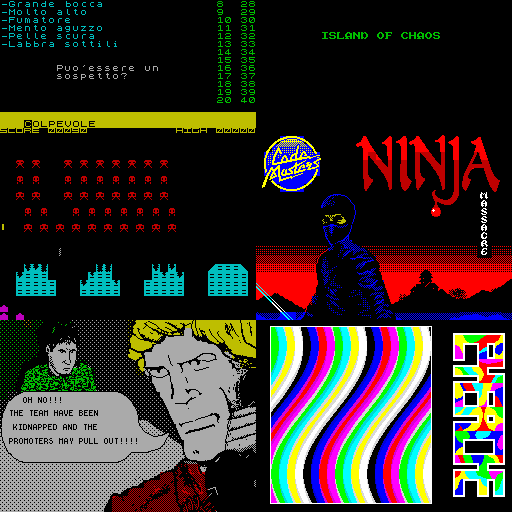 -Grande bocca 8 28
-Molto alto 9 29
-Fumatore 10 30
-Mento aguzzo 11 31
-Pelle scura 12 32
-Labbra sottili 13 33
14 34
15 35
Puo'essere un 16 36
sospetto? 17 37
18 38
19 39
20 40
COLPEVOLE
ISLAND OF CHAOS
SCORE 00090 HIGH 00000
Code
Masters
NINJA
MASSACRE
OH NO!!!
THE TEAM HAVE BEEN
KIDNAPPED AND THE
PROMOTERS MAY PULL OUT!!!!